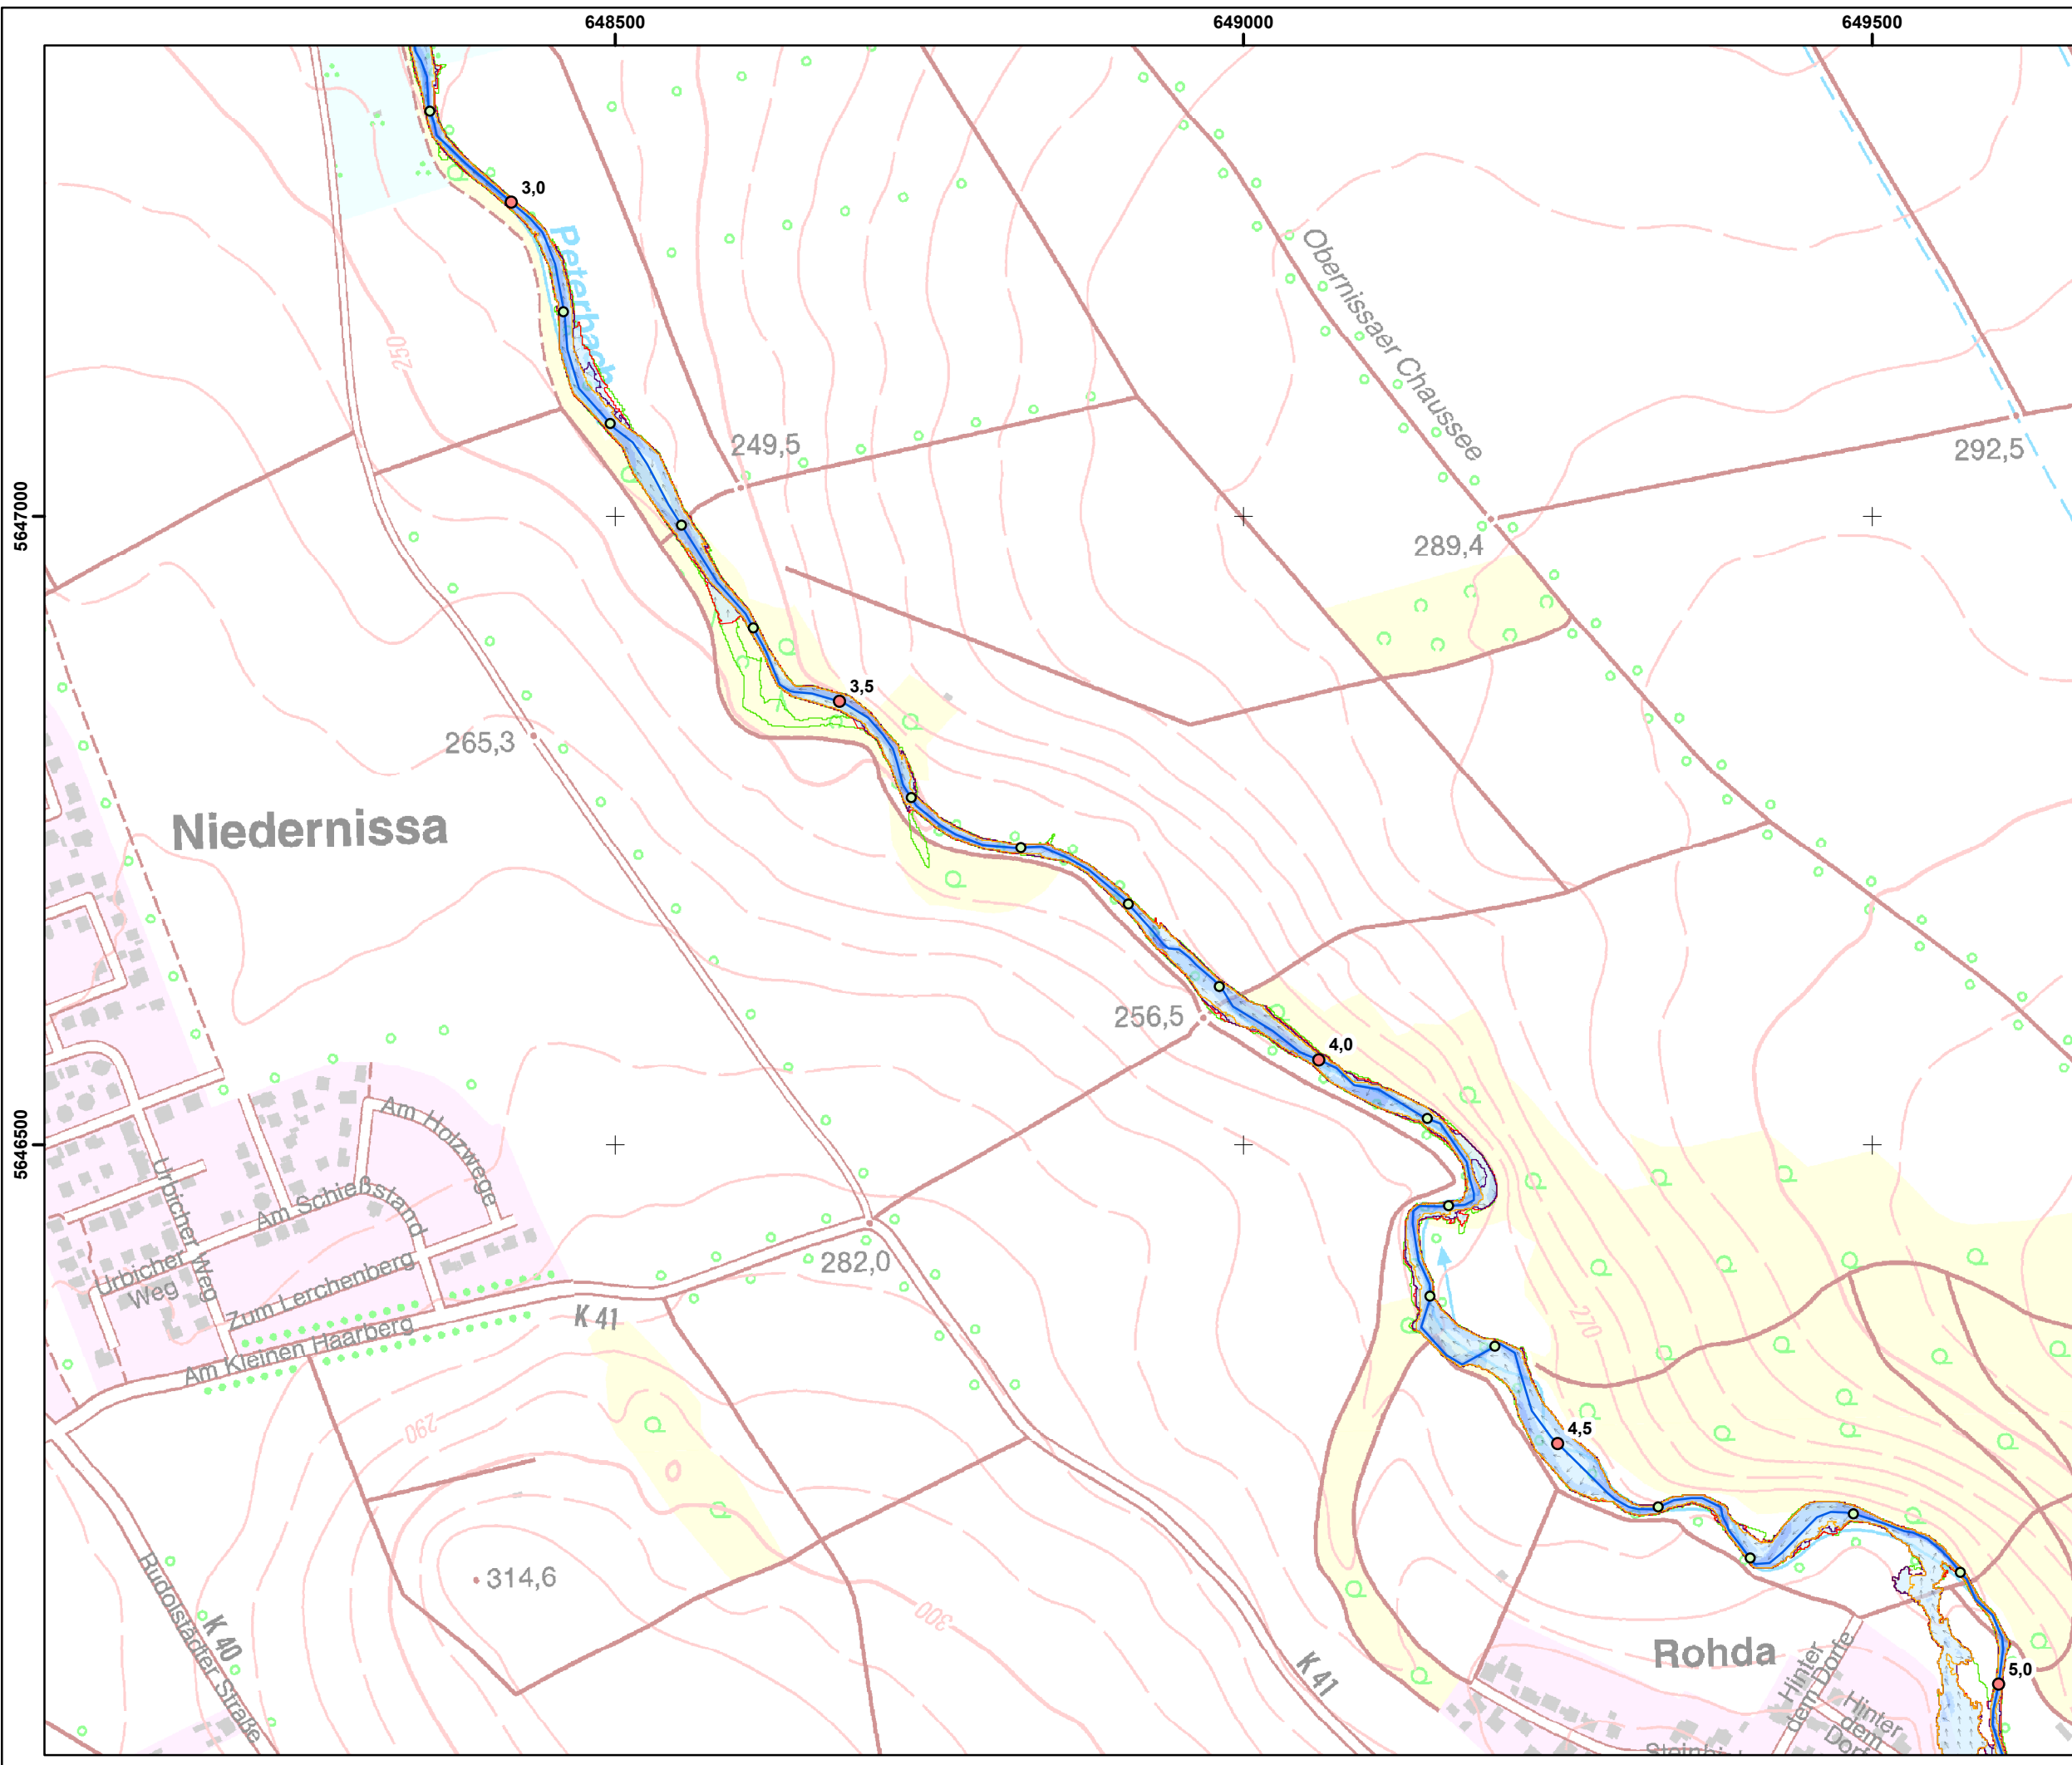 648500
649000
649500
3,0
Peterbach
Obernissaer Chaussee
250
249,5
292,5
5647000
289,4
3,5
265,3
Niedernissa
256,5
4,0
5646500
Am Holzwege
Am Schießstrand
Urbicher Weg
Urbicher
Weg
Zum Lerchenberg
Am Kleinen Haarberg
K 41
282,0
270
290
4,5
314,6
300
Rudolstädter Straße
K 40
K 41
Rohda
5,0
Hinter
dem Dorfe
Hinter
dem